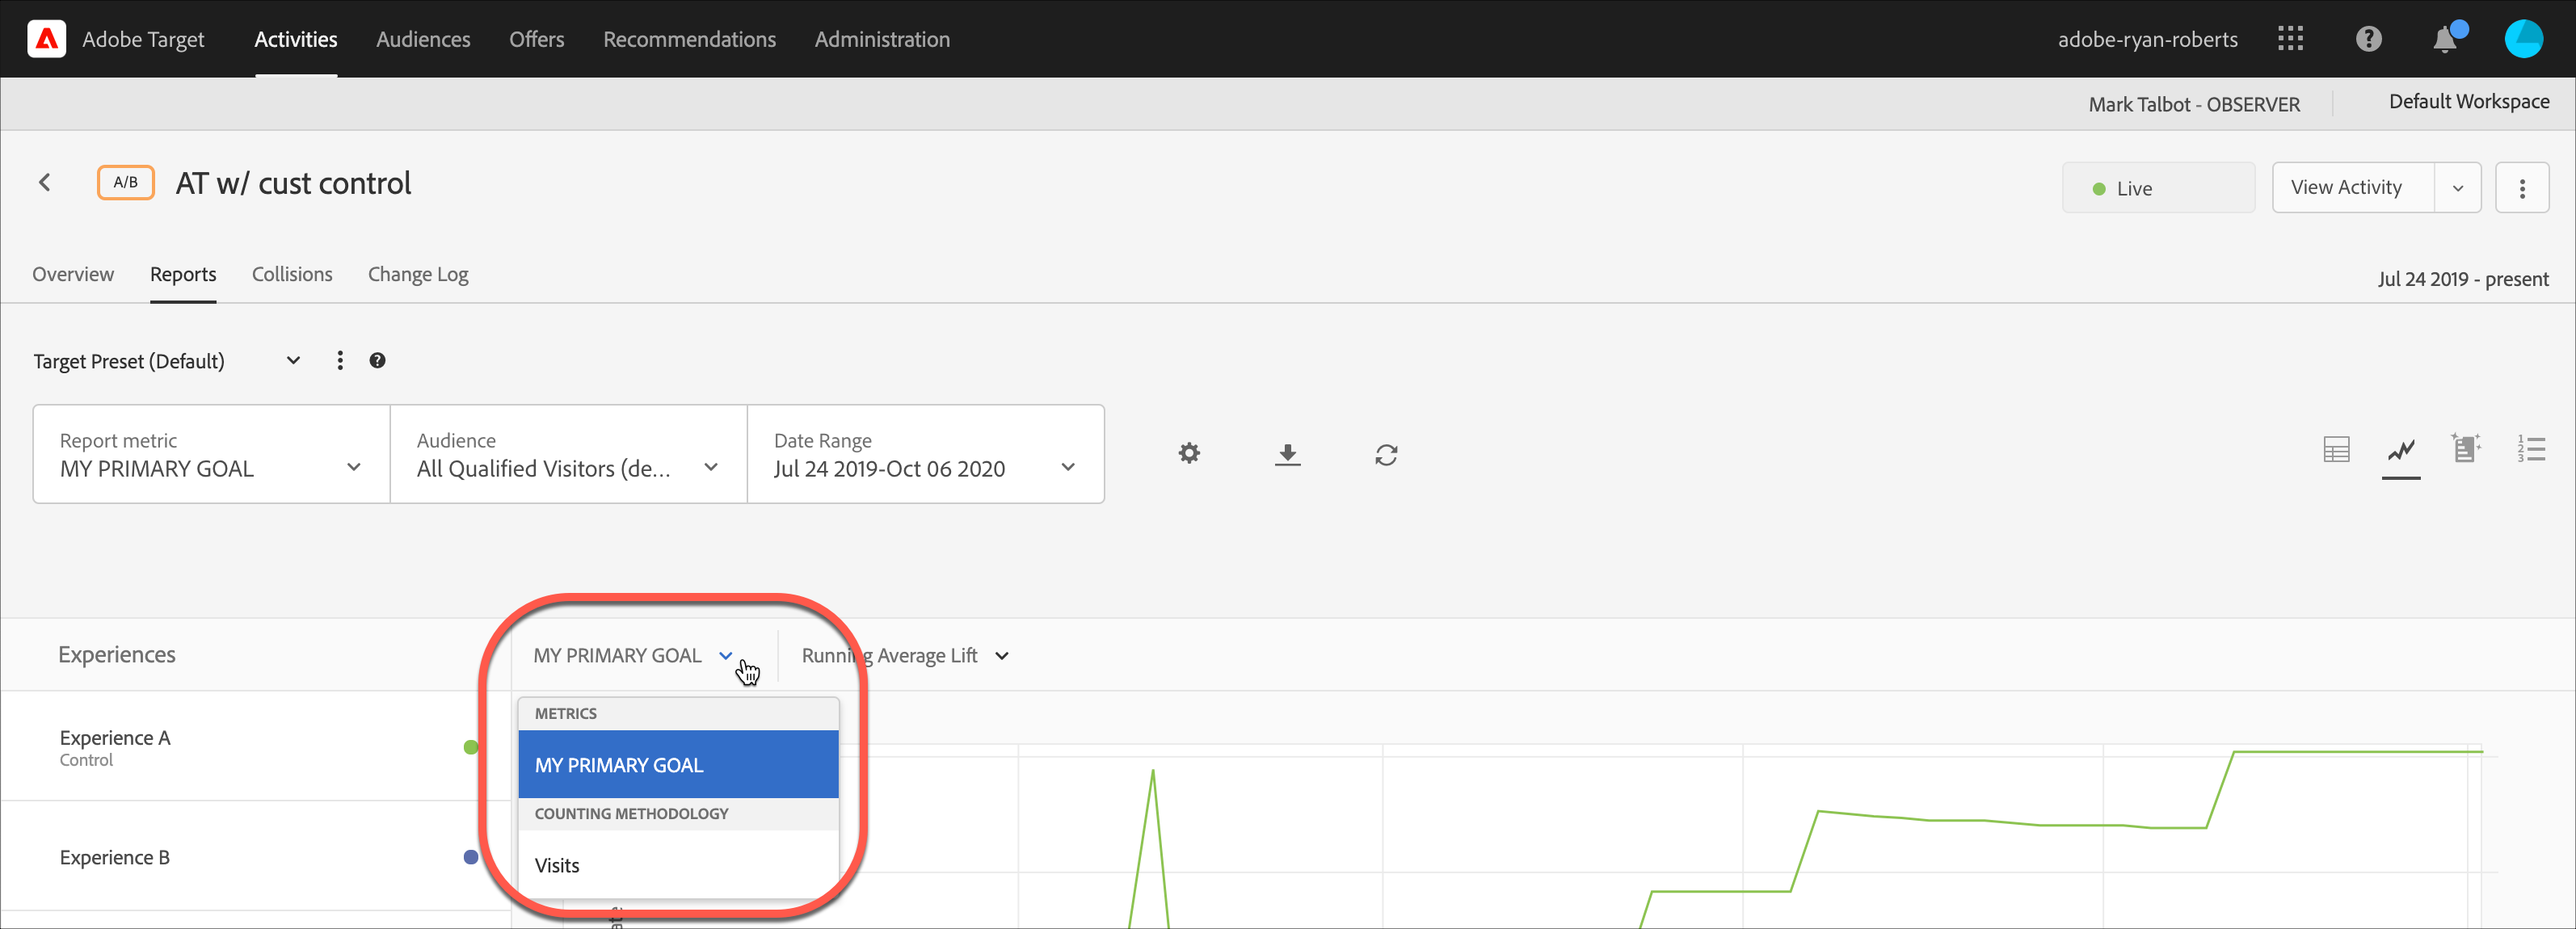 Adobe Target
Activities
Audiences
Offers
Recommendations
Administration
adobe-ryan-roberts
Mark Talbot - OBSERVER
Default Workspace
A/B
AT w/ cust control
Live
View Activity
Overview
Reports
Collisions
Change Log
Jul 24 2019 - present
Target Preset (Default)
Report metric
MY PRIMARY GOAL
Audience
All Qualified Visitors (de...
Date Range
Jul 24 2019-Oct 06 2020
Experiences
MY PRIMARY GOAL
Running Average Lift
METRICS
MY PRIMARY GOAL
COUNTING METHODOLOGY
Visits
Experience A
Control
Experience B